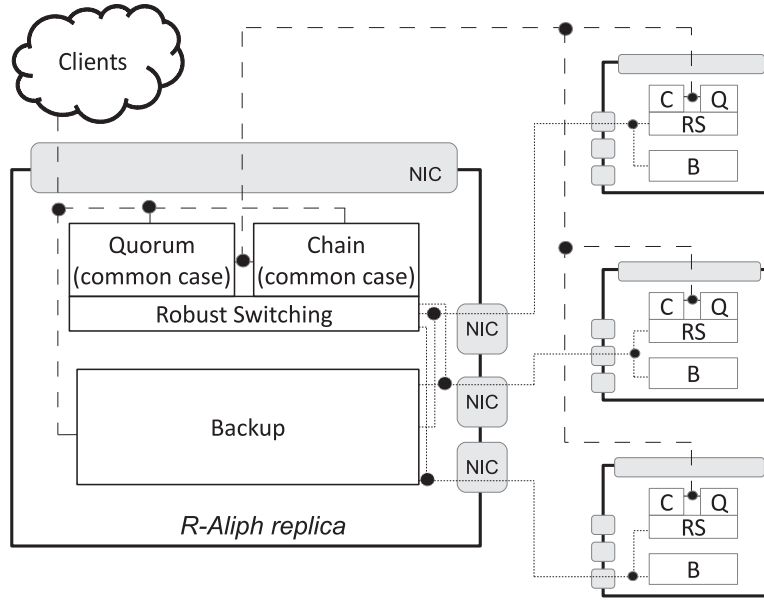 Clients
NIC
Quorum
(common case)
Chain
(common case)
Robust Switching
NIC
NIC
Backup
NIC
R-Aliph replica
C Q
RS
B
C Q
RS
B
C Q
RS
B